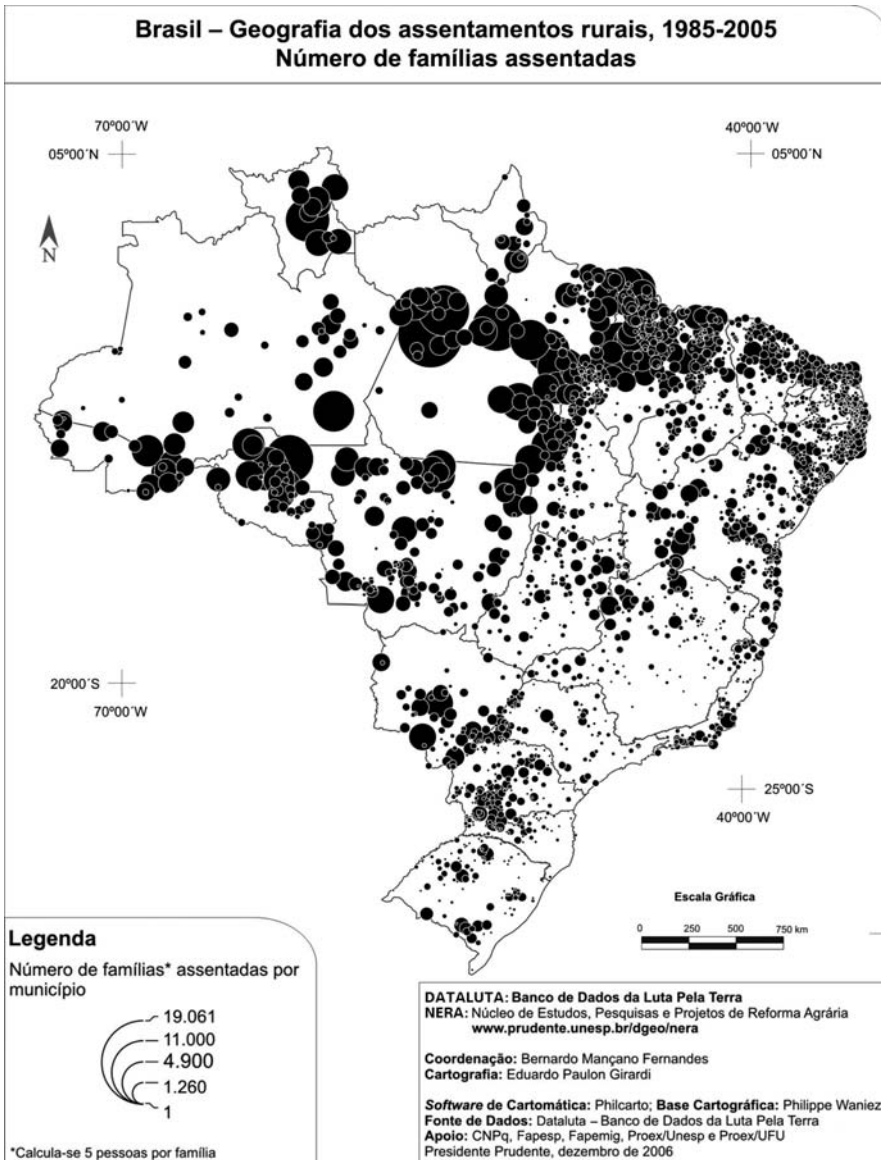 Brasil – Geografia dos assentamentos rurais, 1985-2005
Número de famílias assentadas
70º00´W
05º00´N
40º00´W
05º00´N
N
20º00´S
70º00´W
25º00´S
40º00´W
Escala Gráfica
0 250 500 750 km
Legenda
Número de famílias* assentadas por
município
19.061
11.000
4.900
1.260
1
*Calcula-se 5 pessoas por família
DATALUTA: Banco de Dados da Luta Pela Terra
NERA: Núcleo de Estudos, Pesquisas e Projetos de Reforma Agrária
www.prudente.unesp.br/dgeo/nera
Coordenação: Bernardo Mançano Fernandes
Cartografia: Eduardo Paulon Girardi
Software de Cartomática: Philcarto; Base Cartográfica: Philippe Waniez
Fonte de Dados: Dataluta – Banco de Dados da Luta Pela Terra
Apoio: CNPq, Fapesp, Fapemig, Proex/Unesp e Proex/UFU
Presidente Prudente, dezembro de 2006